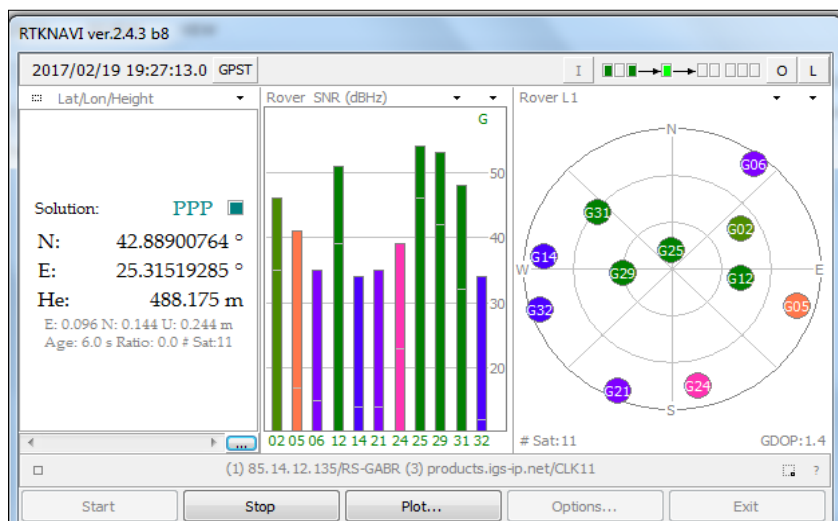 RTKNAVI ver.2.4.3 b8
2017/02/19 19:27:13.0 GPST I O L
Lat/Lon/Height
Solution: PPP
N: 42.88900764 °
E: 25.31519285 °
He: 488.175 m
E: 0.096 N: 0.144 U: 0.244 m
Age: 6.0 s Ratio: 0.0 # Sat:11
...
Rover SNR (dBHz)
G
50
40
30
20
02 05 06 12 14 21 24 25 29 31 32
Rover L1
N
G06
G31
G02
G25
G14
W
E
G29
G12
G32
G05
G21
G24
S
# Sat:11 GDOP:1.4
(1) 85.14.12.135/RS-GABR (3) products.igs-ip.net/CLK11 ?
Start Stop Plot... Options... Exit